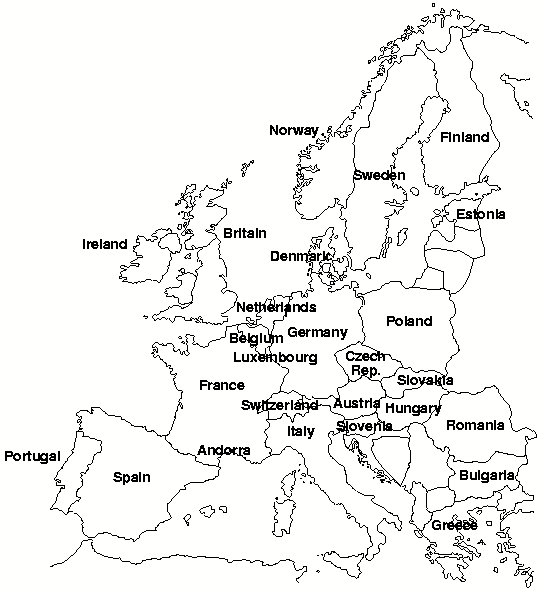 Norway
Finland
Sweden
Estonia
Britain
Ireland
Denmark
Netherlands
Poland
Germany
Belgium
Luxembourg
Czech
Rep.
Slovakia
France
Switzerland
Austria
Hungary
Slovenia
Romania
Italy
Andorra
Portugal
Spain
Bulgaria
Greece